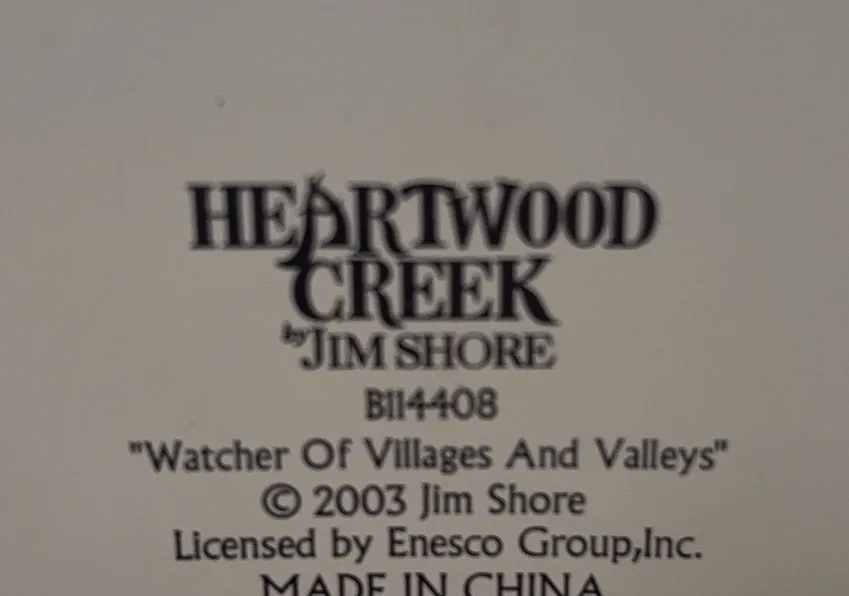 HEARTWOOD
CREEK
by JIM SHORE
B114408
"Watcher Of Villages And Valleys"
© 2003 Jim Shore
Licensed by Enesco Group,Inc.
MADE IN CHINA